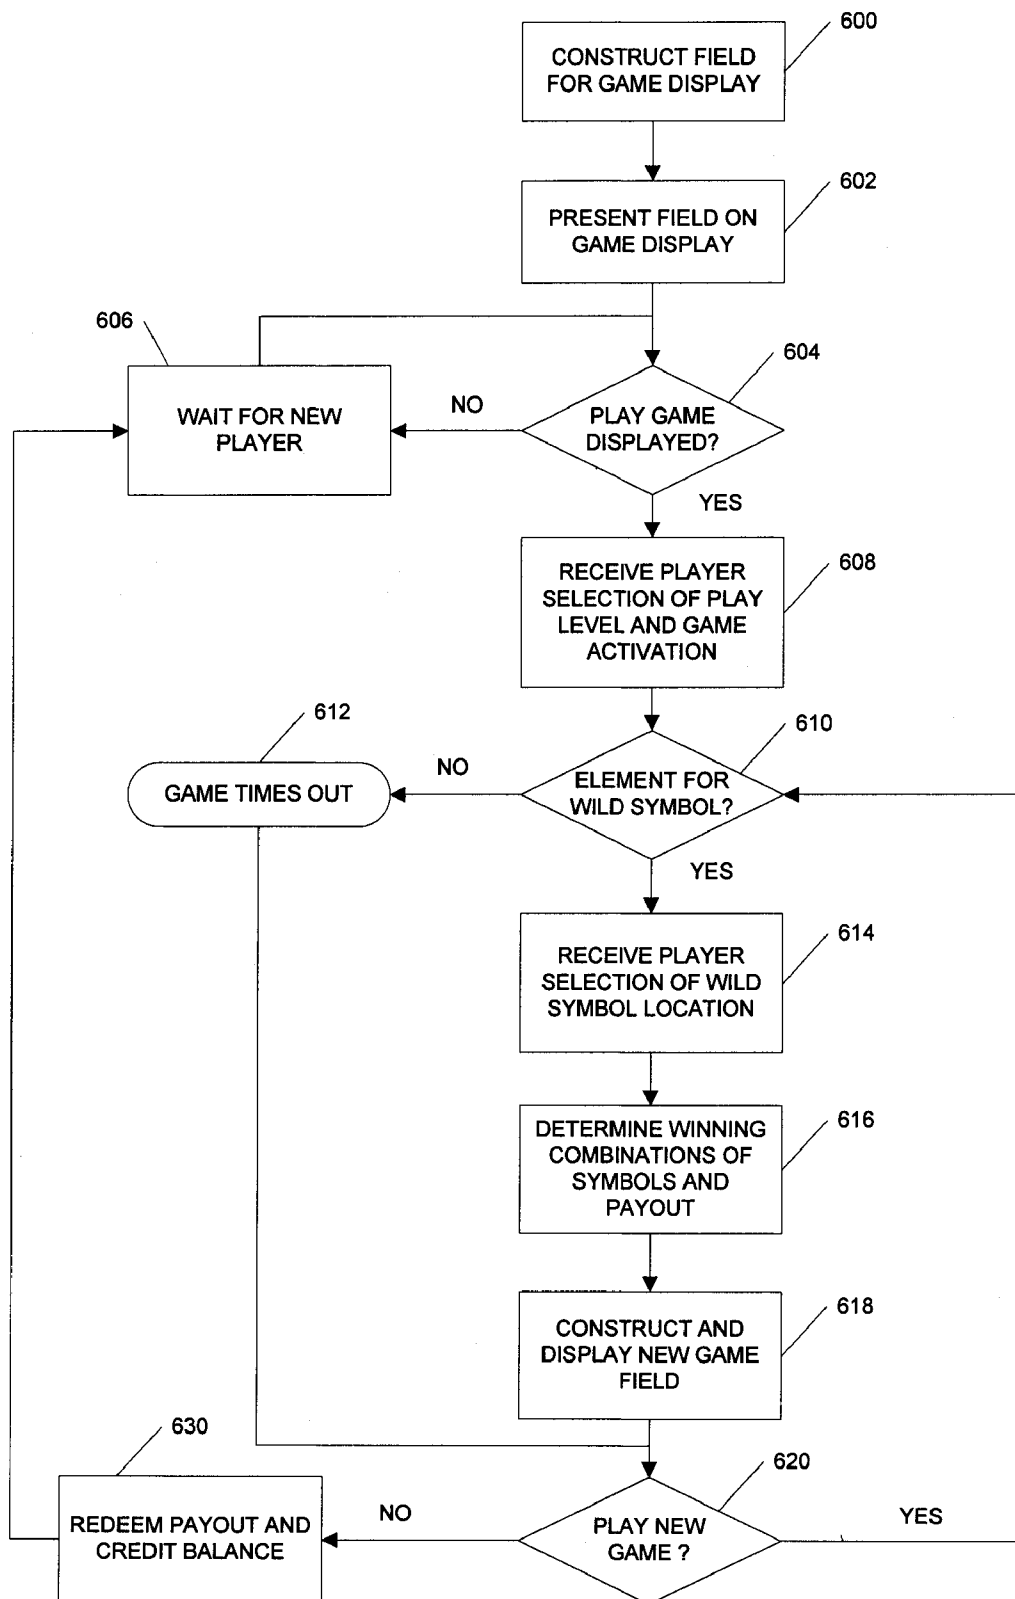 600
CONSTRUCT FIELD
FOR GAME DISPLAY
602
PRESENT FIELD ON
GAME DISPLAY
606
604
WAIT FOR NEW
PLAYER
NO
PLAY GAME
DISPLAYED?
YES
608
RECEIVE PLAYER
SELECTION OF PLAY
LEVEL AND GAME
ACTIVATION
612
610
GAME TIMES OUT
NO
ELEMENT FOR
WILD SYMBOL?
YES
614
RECEIVE PLAYER
SELECTION OF WILD
SYMBOL LOCATION
616
DETERMINE WINNING
COMBINATIONS OF
SYMBOLS AND
PAYOUT
618
CONSTRUCT AND
DISPLAY NEW GAME
FIELD
630
620
REDEEM PAYOUT AND
CREDIT BALANCE
NO
PLAY NEW
GAME ?
YES